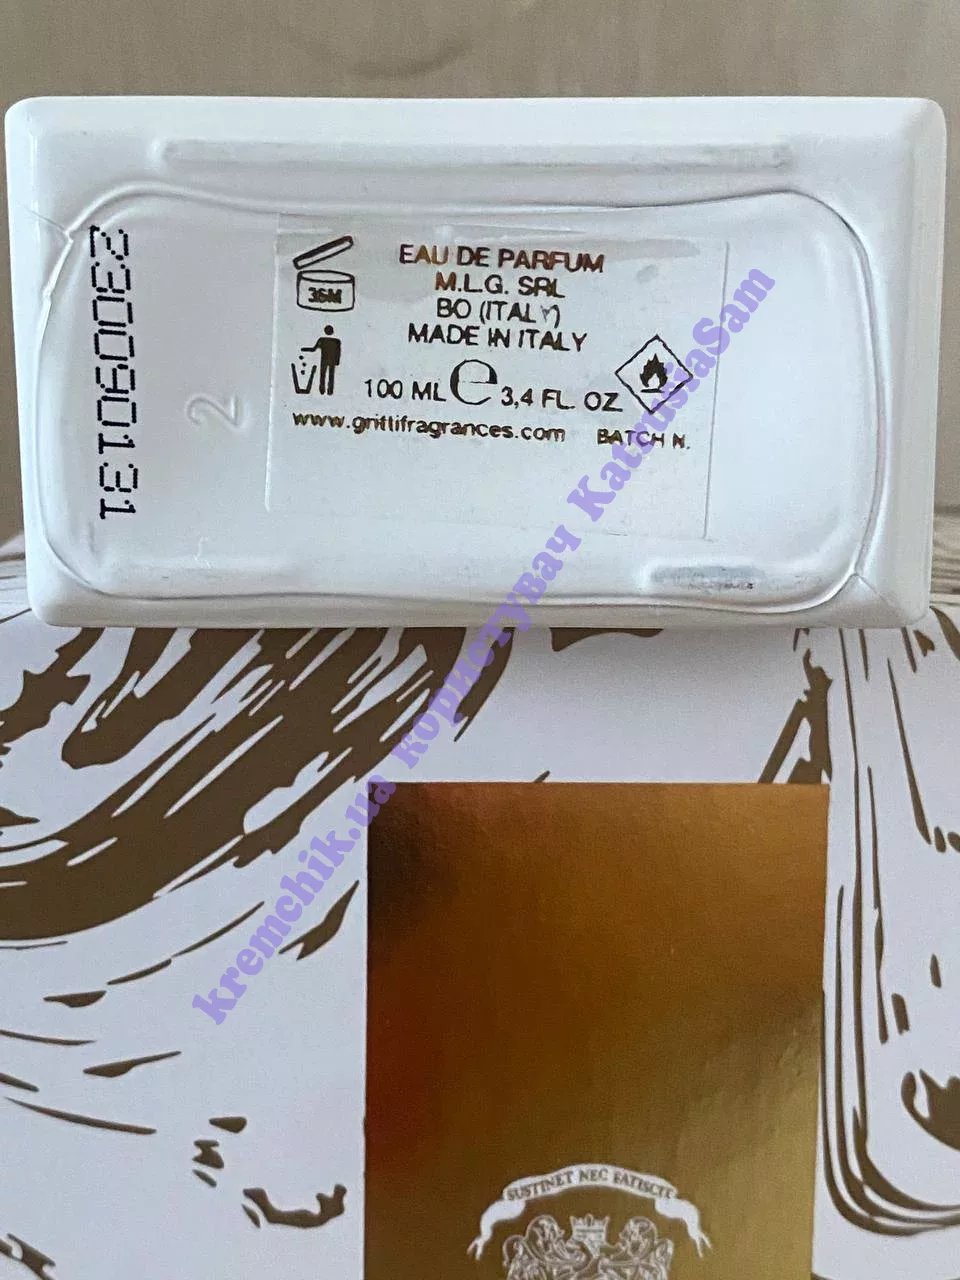 230090131
2
36M
EAU DE PARFUM
M.L.G. SRL
BO (ITALY)
MADE IN ITALY
100 ML e 3,4 FL. OZ
www.grittifragrances.com BATCH N.
kremchik.ua користувач KatrusiaSam
SUSTINET NEC FATISCIT